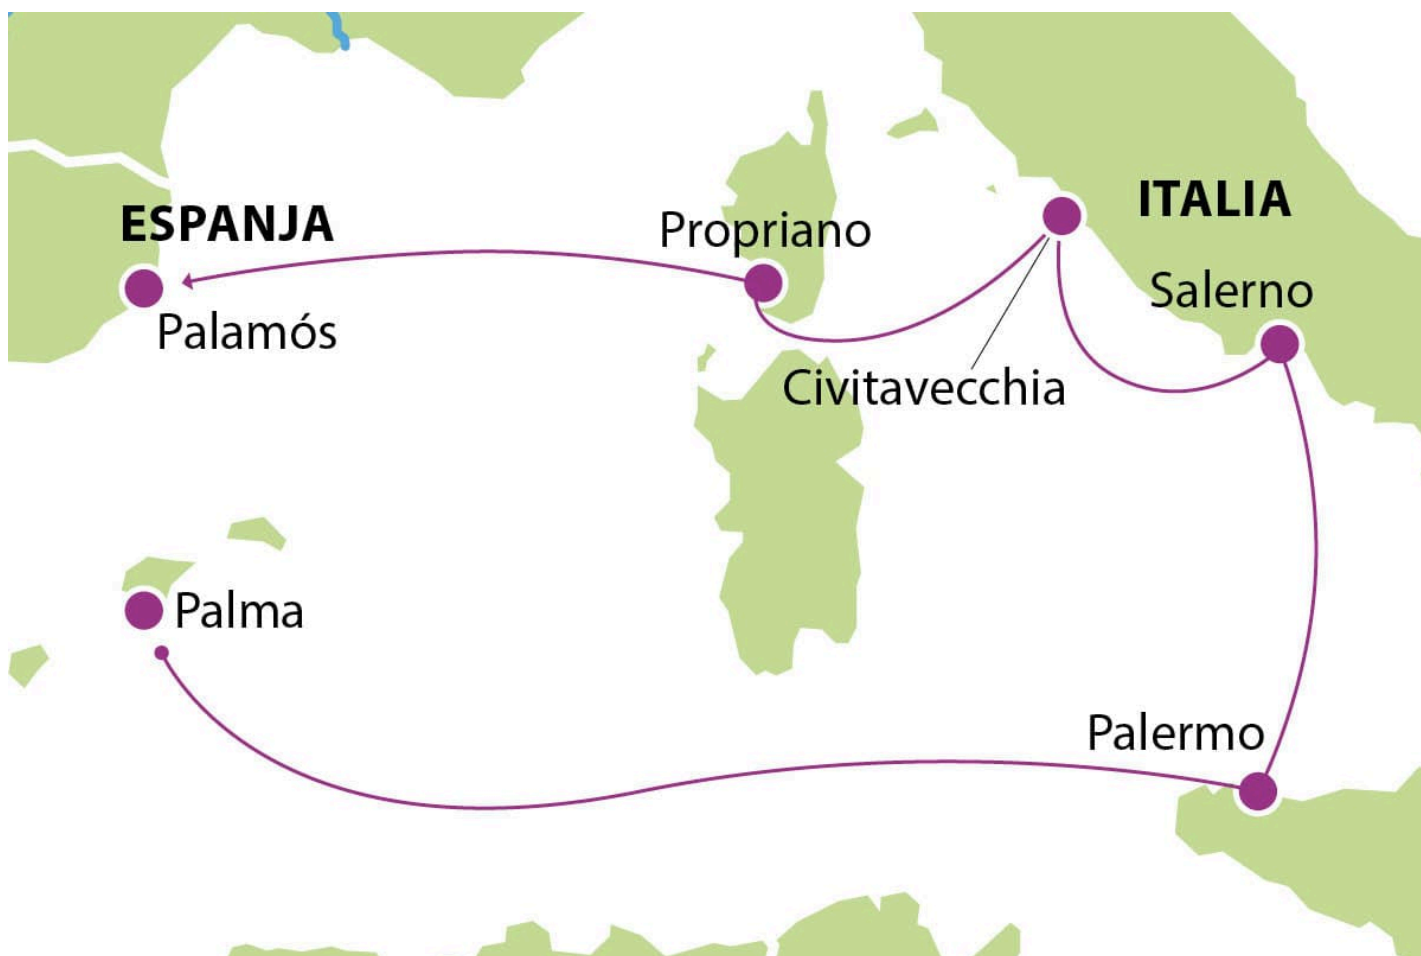 ITALIA
ESPANJA
Propriano
Salerno
Palamós
Civitavecchia
Palma
Palermo